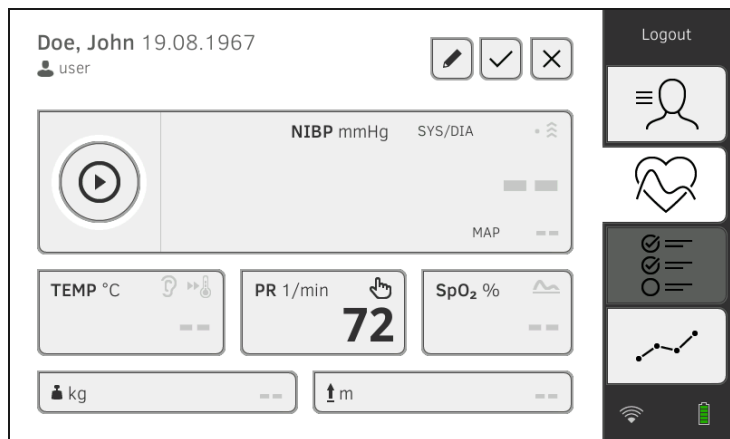 Doe, John 19.08.1967
user
Logout
NIBP mmHg SYS/DIA
-- --
MAP --
TEMP °C
--
PR 1/min
72
SpO₂ %
--
kg --
m --